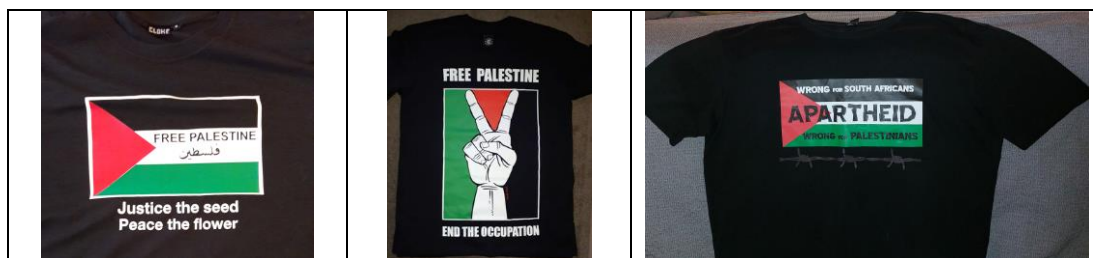 FREE PALESTINE
فلسطين
Justice the seed
Peace the flower
FREE PALESTINE
END THE OCCUPATION
WRONG FOR SOUTH AFRICANS
APARTHEID
WRONG FOR PALESTINIANS